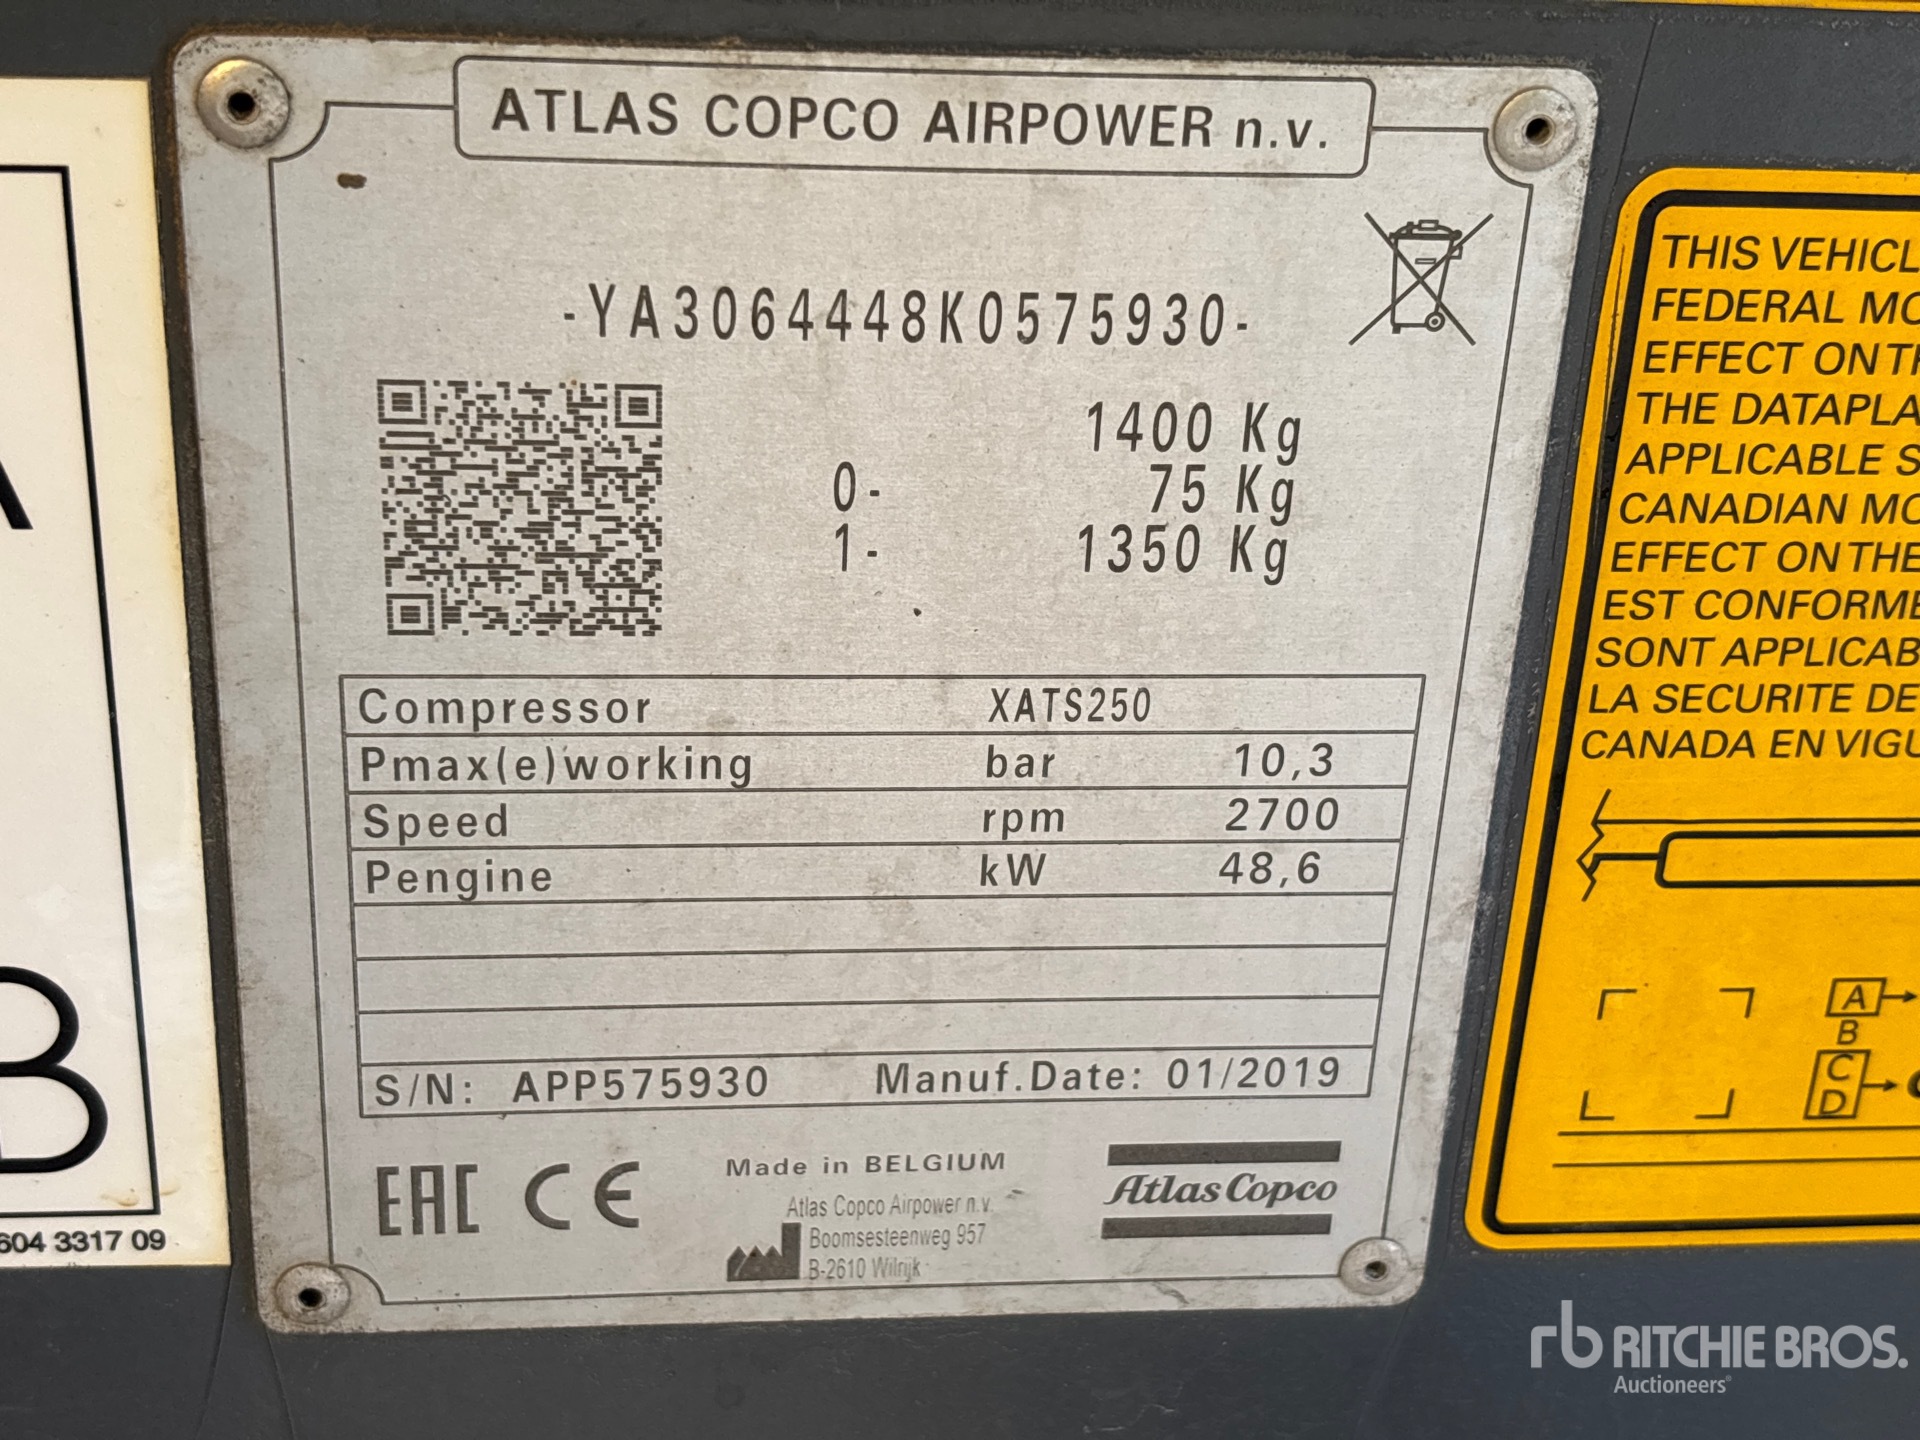 ATLAS COPCO AIRPOWER n.v.
-YA3064448K0575930-
1400 Kg
0- 75 Kg
1- 1350 Kg
Compressor XATS250
Pmax(e) working bar 10,3
Speed rpm 2700
Pengine kW 48,6
S/N: APP575930 Manuf.Date: 01/2019
EAC CE
Made in BELGIUM
Atlas Copco Airpower n.v.
Boomsesteenweg 957
B-2610 Wilrijk
Atlas Copco
B
604 3317 09
THIS VEHICL
FEDERAL MO
EFFECT ON TH
THE DATAPLA
APPLICABLE S
CANADIAN MO
EFFECT ON THE
EST CONFORME
SONT APPLICAB
LA SECURITE DE
CANADA EN VIGU
A
B
C
D
rb RITCHIE BROS.
Auctioneers